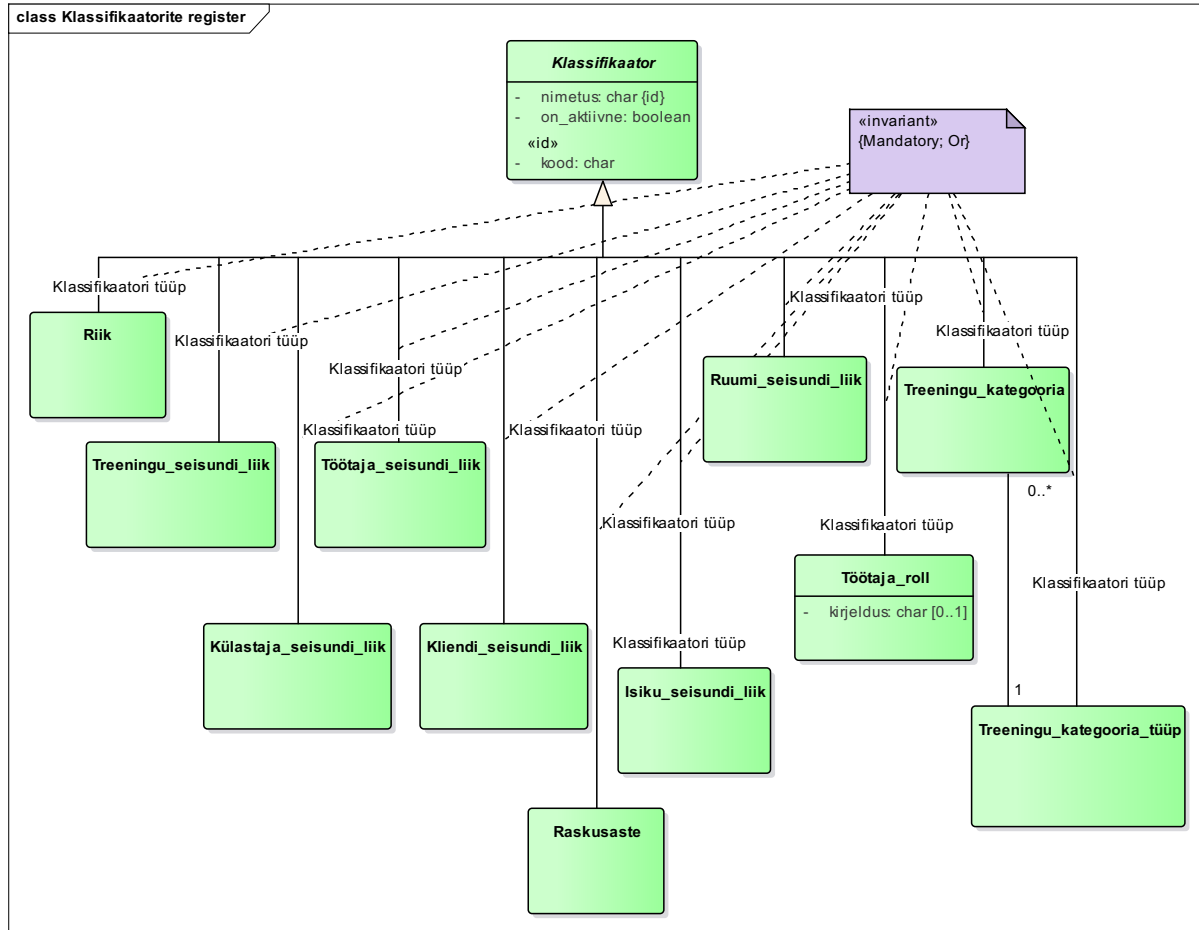 class Klassifikaatorite register
Klassifikaator
- nimetus: char {id}
- on_aktiivne: boolean
«id»
- kood: char
«invariant»
{Mandatory; Or}
Klassifikaatori tüüp
Riik
Klassifikaatori tüüp
Treeningu_seisundi_liik
Klassifikaatori tüüp
Külastaja_seisundi_liik
Klassifikaatori tüüp
Töötaja_seisundi_liik
Klassifikaatori tüüp
Kliendi_seisundi_liik
Klassifikaatori tüüp
Raskusaste
Klassifikaatori tüüp
Isiku_seisundi_liik
Klassifikaatori tüüp
Ruumi_seisundi_liik
Klassifikaatori tüüp
Töötaja_roll
- kirjeldus: char [0..1]
Klassifikaatori tüüp
Treeningu_kategooria
0..*
1
Klassifikaatori tüüp
Treeningu_kategooria_tüüp